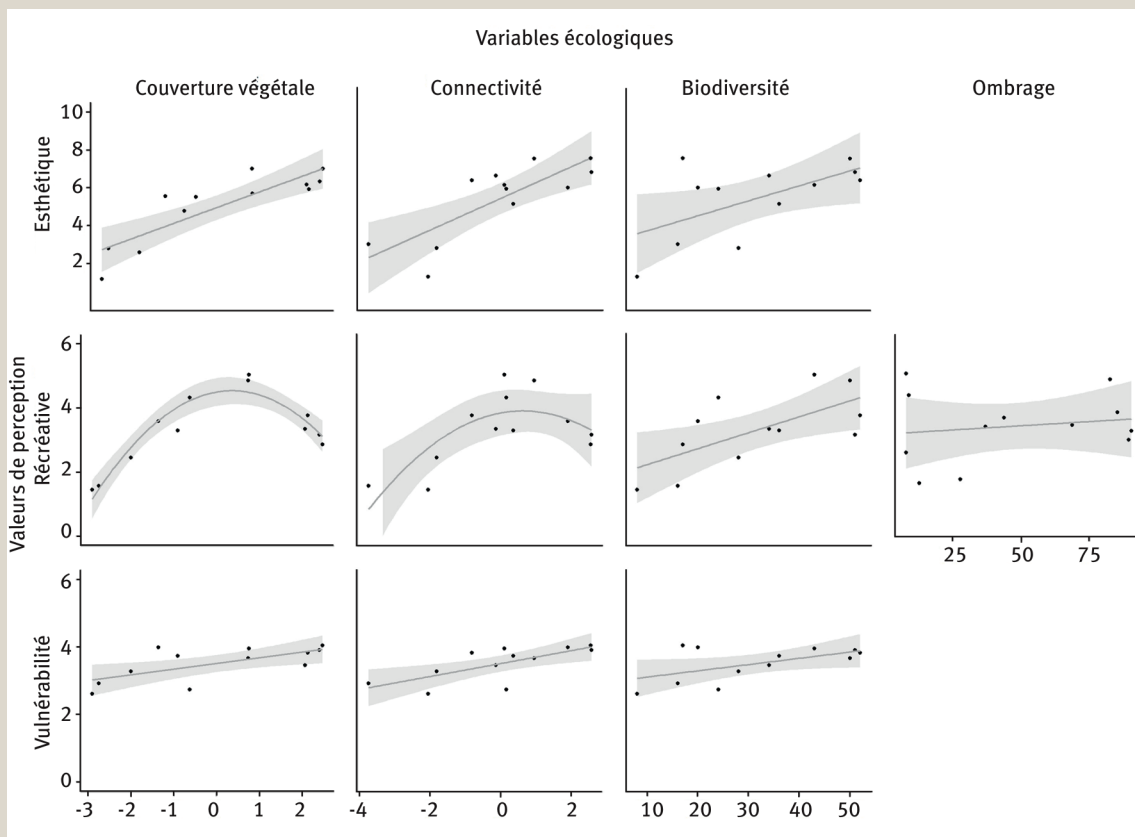 Variables écologiques
Couverture végétale Connectivité Biodiversité Ombrage
Valeurs de perception
Esthétique
10
8
6
4
2
Récréative
6
4
2
0
25 50 75
Vulnérabilité
6
4
2
0
-3 -2 -1 0 1 2 -4 -2 0 2 10 20 30 40 50